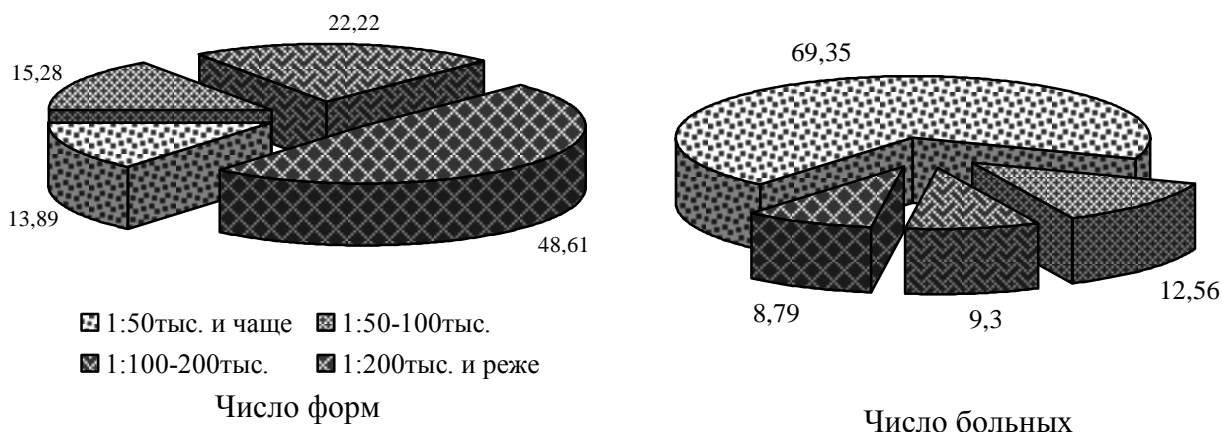 22,22
15,28
13,89
48,61
1:50тыс. и чаще 1:50-100тыс.
1:100-200тыс. 1:200тыс. и реже
Число форм
69,35
12,56
9,3
8,79
Число больных